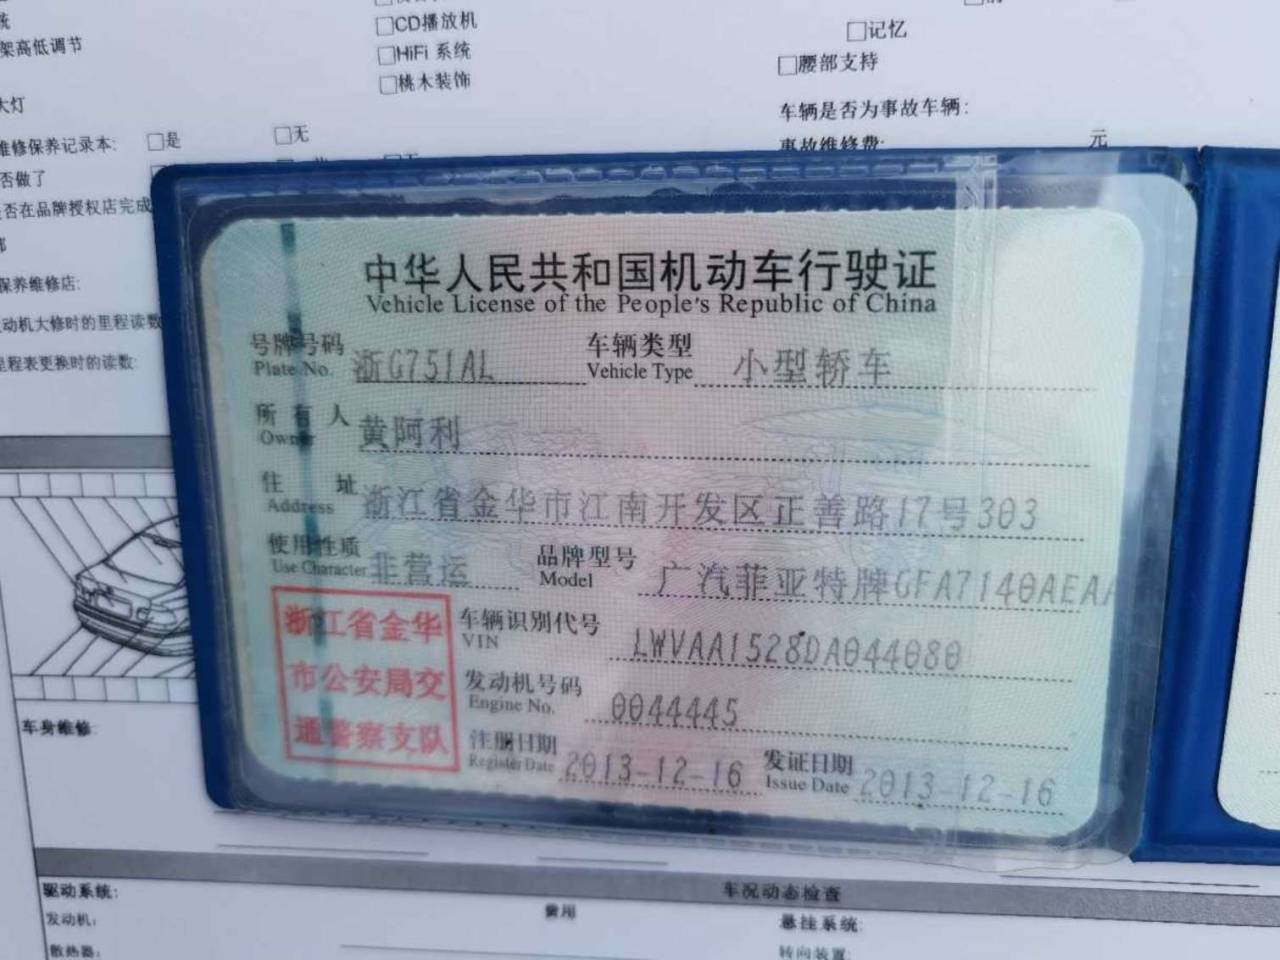 CD播放机
HiFi 系统
桃木装饰
架高低调节
大灯
维修保养记录本: 是 无
否做了
是否在品牌授权店完成
保养维修店:
动机大修时的里程读数
里程表更换时的读数:
记忆
腰部支持
车辆是否为事故车辆:
事故维修费: 元
中华人民共和国机动车行驶证
Vehicle License of the People's Republic of China
号牌号码 浙G751AL 车辆类型 小型轿车
Plate No. Vehicle Type
所有人 黄阿利
Owner
住址 浙江省金华市江南开发区正善路17号303
Address
使用性质 非营运 品牌型号 广汽菲亚特牌GFA7140AEAA
Use Character Model
浙江省金华
市公安局交
通警察支队
车辆识别代号 LWVAA1528DA044080
VIN
发动机号码 0044445
Engine No.
注册日期 2013-12-16 发证日期 2013-12-16
Register Date Issue Date
车身维修:
驱动系统: 车况动态检查
发动机: 费用 悬挂系统:
散热器: 转向装置: